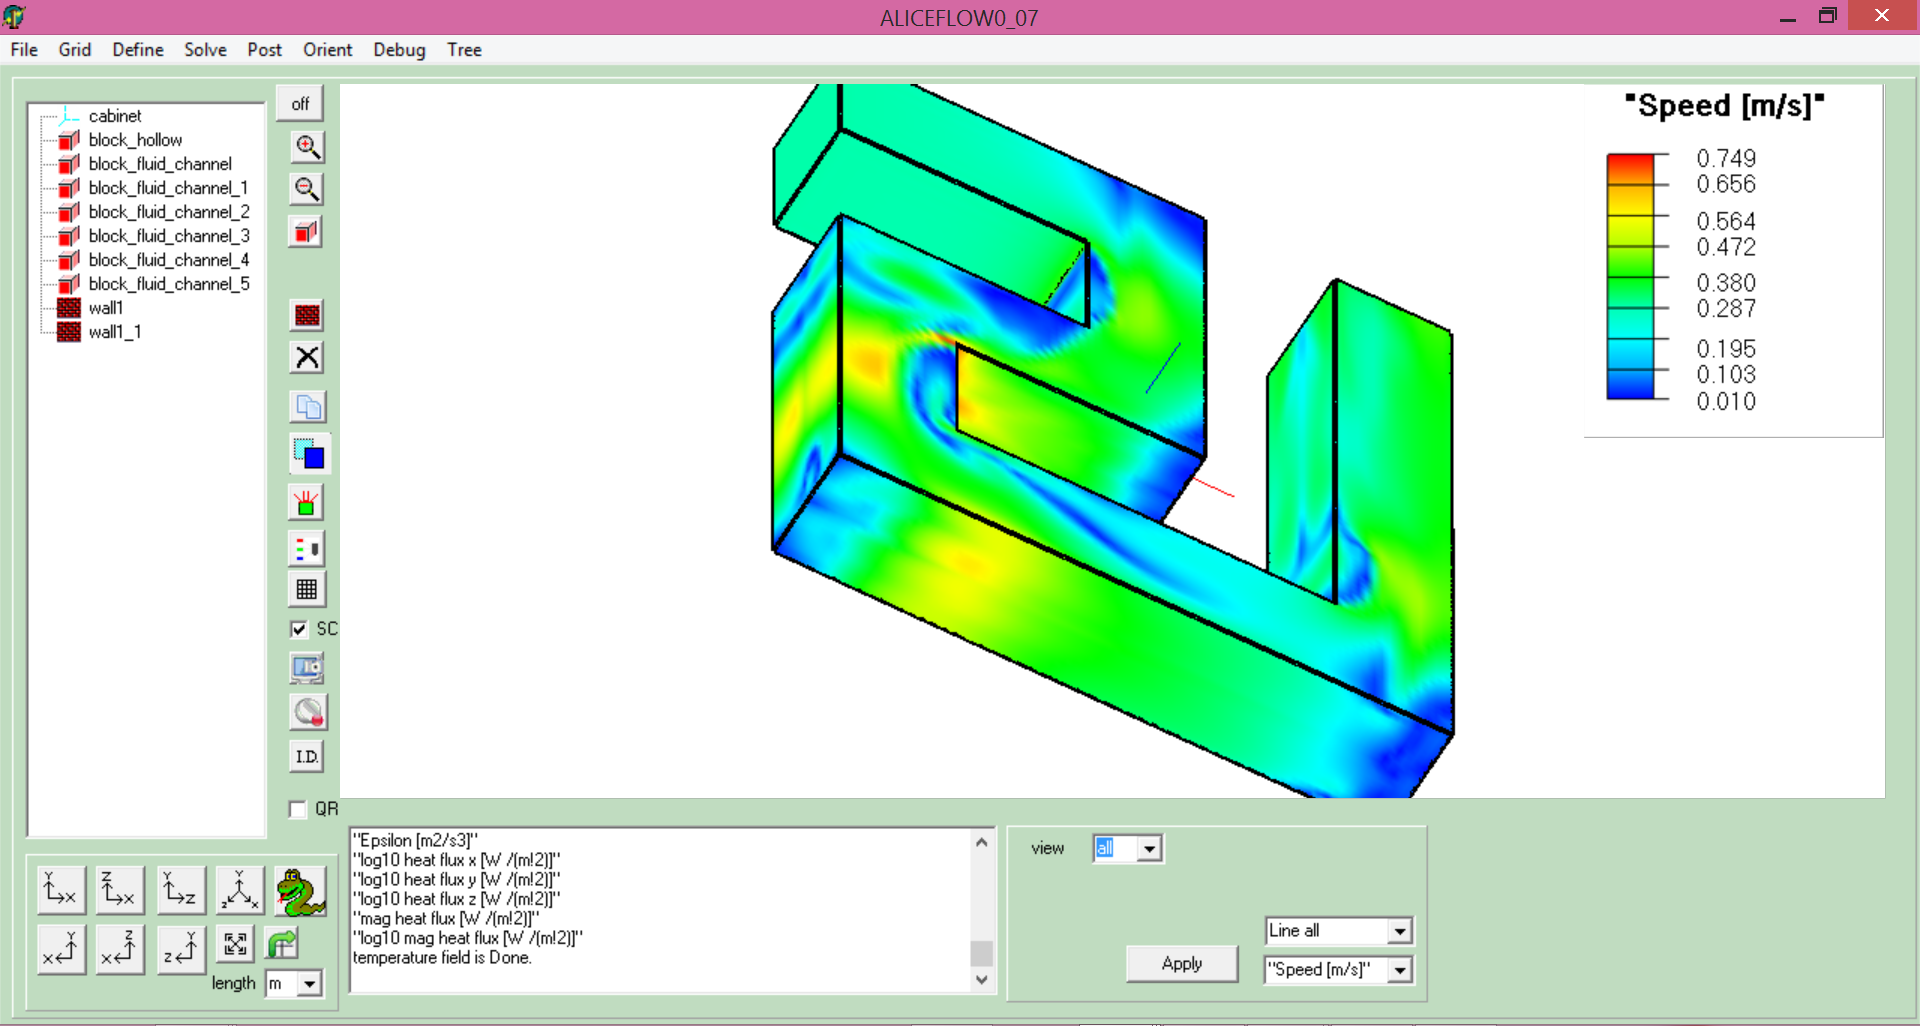 ALICEFLOW0_07
File Grid Define Solve Post Orient Debug Tree
cabinet
block_hollow
block_fluid_channel
block_fluid_channel_1
block_fluid_channel_2
block_fluid_channel_3
block_fluid_channel_4
block_fluid_channel_5
wall1
wall1_1
off
SC
I.D.
QR
"Speed [m/s]"
0.749
0.656
0.564
0.472
0.380
0.287
0.195
0.103
0.010
Y X
Z X
Y Z
Y Z X
Y X
Z X
Y Z
length m
"Epsilon [m2/s3]"
"log10 heat flux x [W /(m!2)]"
"log10 heat flux y [W /(m!2)]"
"log10 heat flux z [W /(m!2)]"
"mag heat flux [W /(m!2)]"
"log10 mag heat flux [W /(m!2)]"
temperature field is Done.
view all
Line all
Apply
"Speed [m/s]"